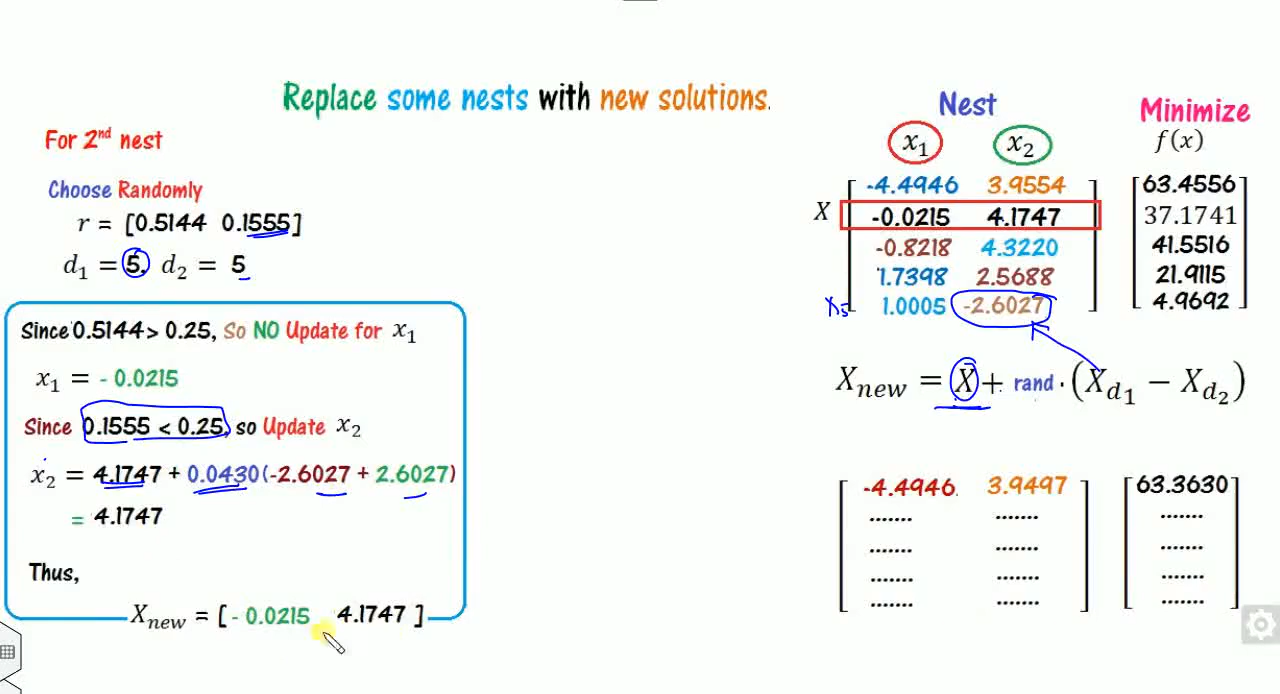 Replace some nests with new solutions.
For 2nd nest
Choose Randomly
r = [0.5144 0.1555]
d1 = 5, d2 = 5
Since 0.5144 > 0.25, So NO Update for x1
x1 = - 0.0215
Since 0.1555 < 0.25, so Update x2
x2 = 4.1747 + 0.0430(-2.6027 + 2.6027)
= 4.1747
Thus,
Xnew = [ - 0.0215 4.1747 ]
Nest
Minimize
x1 x2 f(x)
-4.4946 3.9554 63.4556
X -0.0215 4.1747 37.1741
-0.8218 4.3220 41.5516
1.7398 2.5688 21.9115
X5 1.0005 -2.6027 4.9692
Xnew = X + rand · (Xd1 − Xd2)
-4.4946 3.9497 63.3630
....... ....... .......
....... ....... .......
....... ....... .......
....... ....... .......